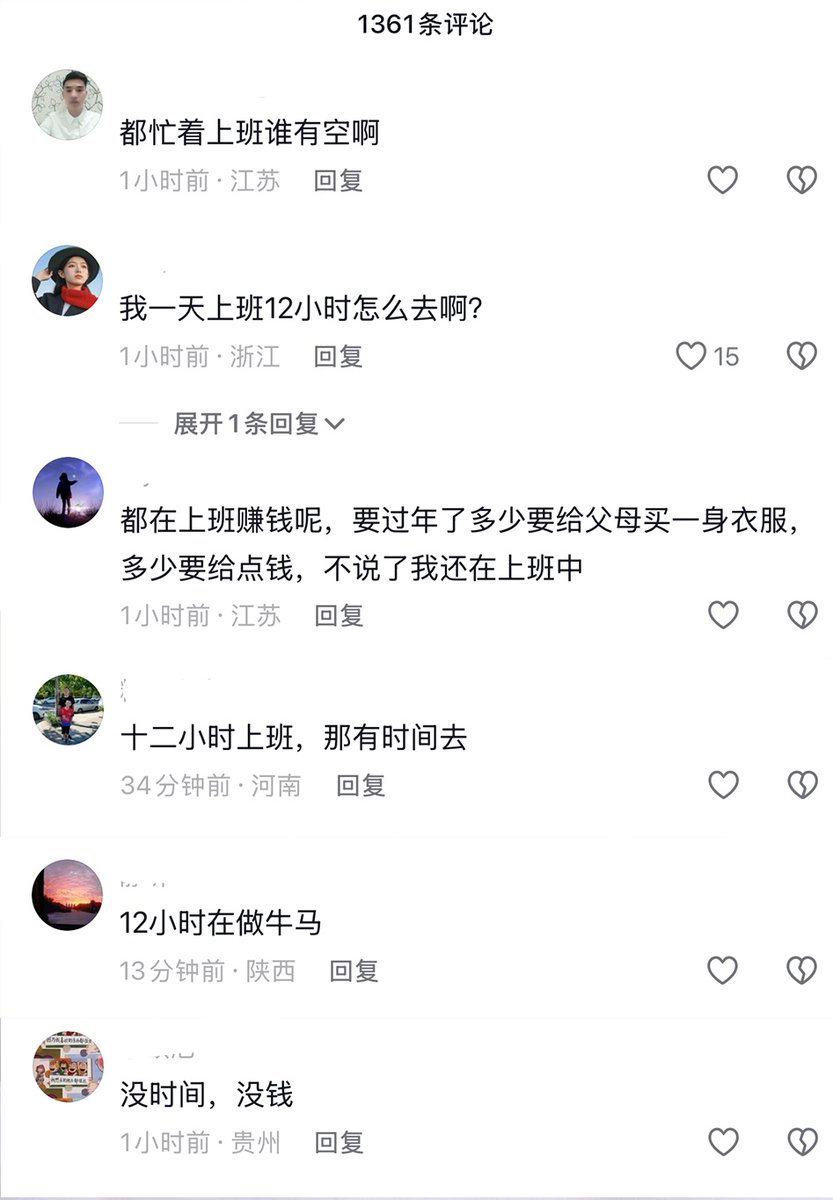 1361条评论
都忙着上班谁有空啊
1小时前·江苏 回复
我一天上班12小时怎么去啊?
1小时前·浙江 回复 15
展开1条回复
都在上班赚钱呢，要过年了多少要给父母买一身衣服，
多少要给点钱，不说了我还在上班中
1小时前·江苏 回复
十二小时上班，那有时间去
34分钟前·河南 回复
12小时在做牛马
13分钟前·陕西 回复
没时间，没钱
1小时前·贵州 回复